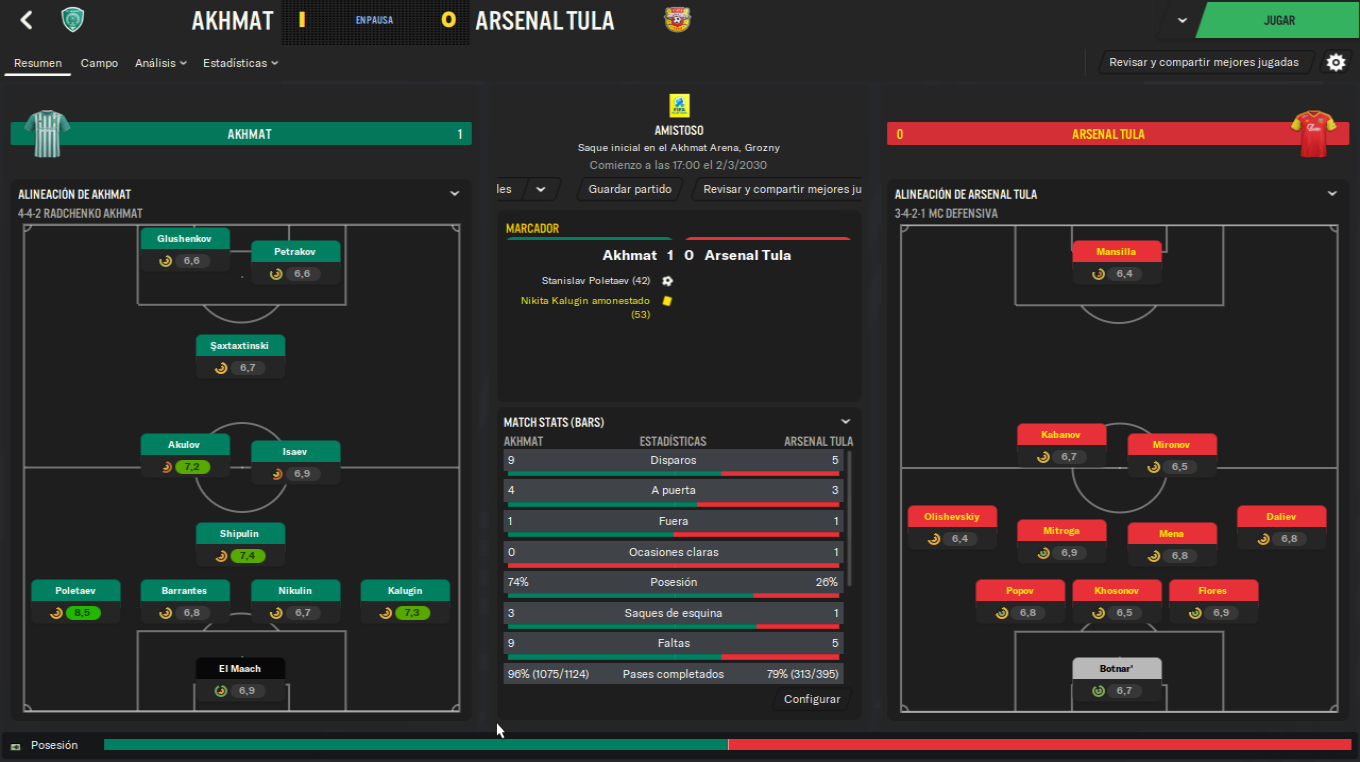 AKHMAT 1 EN PAUSA 0 ARSENAL TULA
JUGAR
Resumen Campo Análisis Estadísticas
Revisar y compartir mejores jugadas
AKHMAT 1
ALINEACIÓN DE AKHMAT
4-4-2 RADCHENKO AKHMAT
Glushenkov
6,6
Petrakov
6,6
Şaxtaxtinski
6,7
Akulov
7,2
Isaev
6,9
Shipulin
7,4
Poletaev
8,5
Barrantes
6,8
Nikulin
6,7
Kalugin
7,3
El Maach
6,9
FIFA
AMISTOSO
Saque inicial en el Akhmat Arena, Grozny
Comienzo a las 17:00 el 2/3/2030
les Guardar partido Revisar y compartir mejores ju
MARCADOR
Akhmat 1 0 Arsenal Tula
Stanislav Poletaev (42)
Nikita Kalugin amonestado
(53)
MATCH STATS (BARS)
AKHMAT ESTADÍSTICAS ARSENAL TULA
9 Disparos 5
4 A puerta 3
1 Fuera 1
0 Ocasiones claras 1
74% Posesión 26%
3 Saques de esquina 1
9 Faltas 5
96% (1075/1124) Pases completados 79% (313/395)
Configurar
0 ARSENAL TULA
ALINEACIÓN DE ARSENAL TULA
3-4-2-1 MC DEFENSIVA
Mansilla
6,4
Kabanov
6,7
Mironov
6,5
Olishevskiy
6,4
Mitroga
6,9
Mena
6,8
Daliev
6,8
Popov
6,8
Khosonov
6,5
Flores
6,9
Botnar'
6,7
Posesión